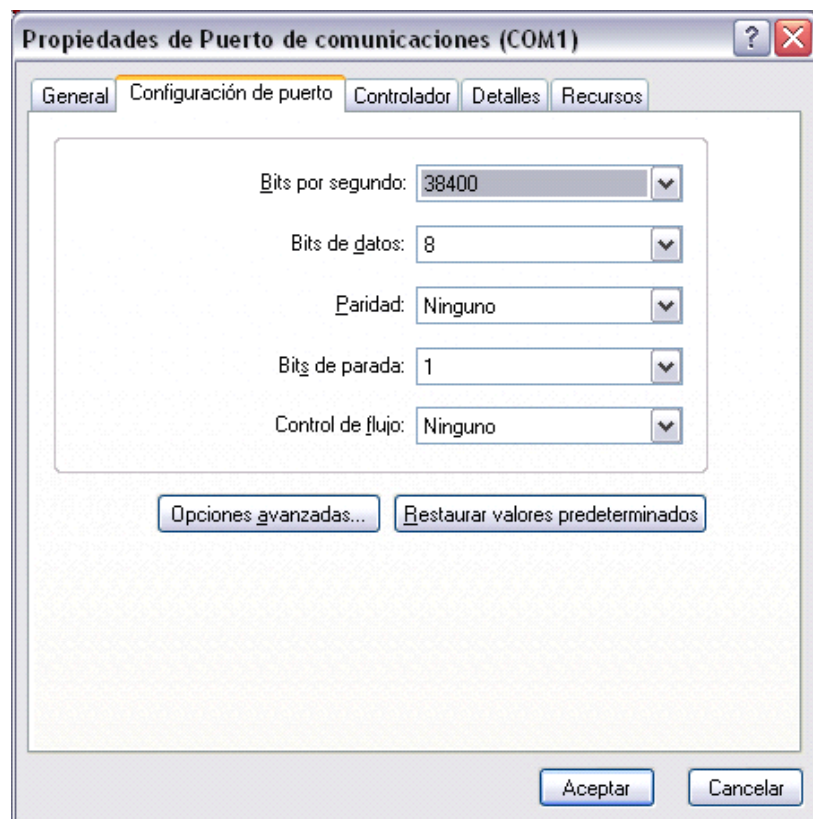 Propiedades de Puerto de comunicaciones (COM1)
General Configuración de puerto Controlador Detalles Recursos
Bits por segundo: 38400
Bits de datos: 8
Paridad: Ninguno
Bits de parada: 1
Control de flujo: Ninguno
Opciones avanzadas... Restaurar valores predeterminados
Aceptar Cancelar